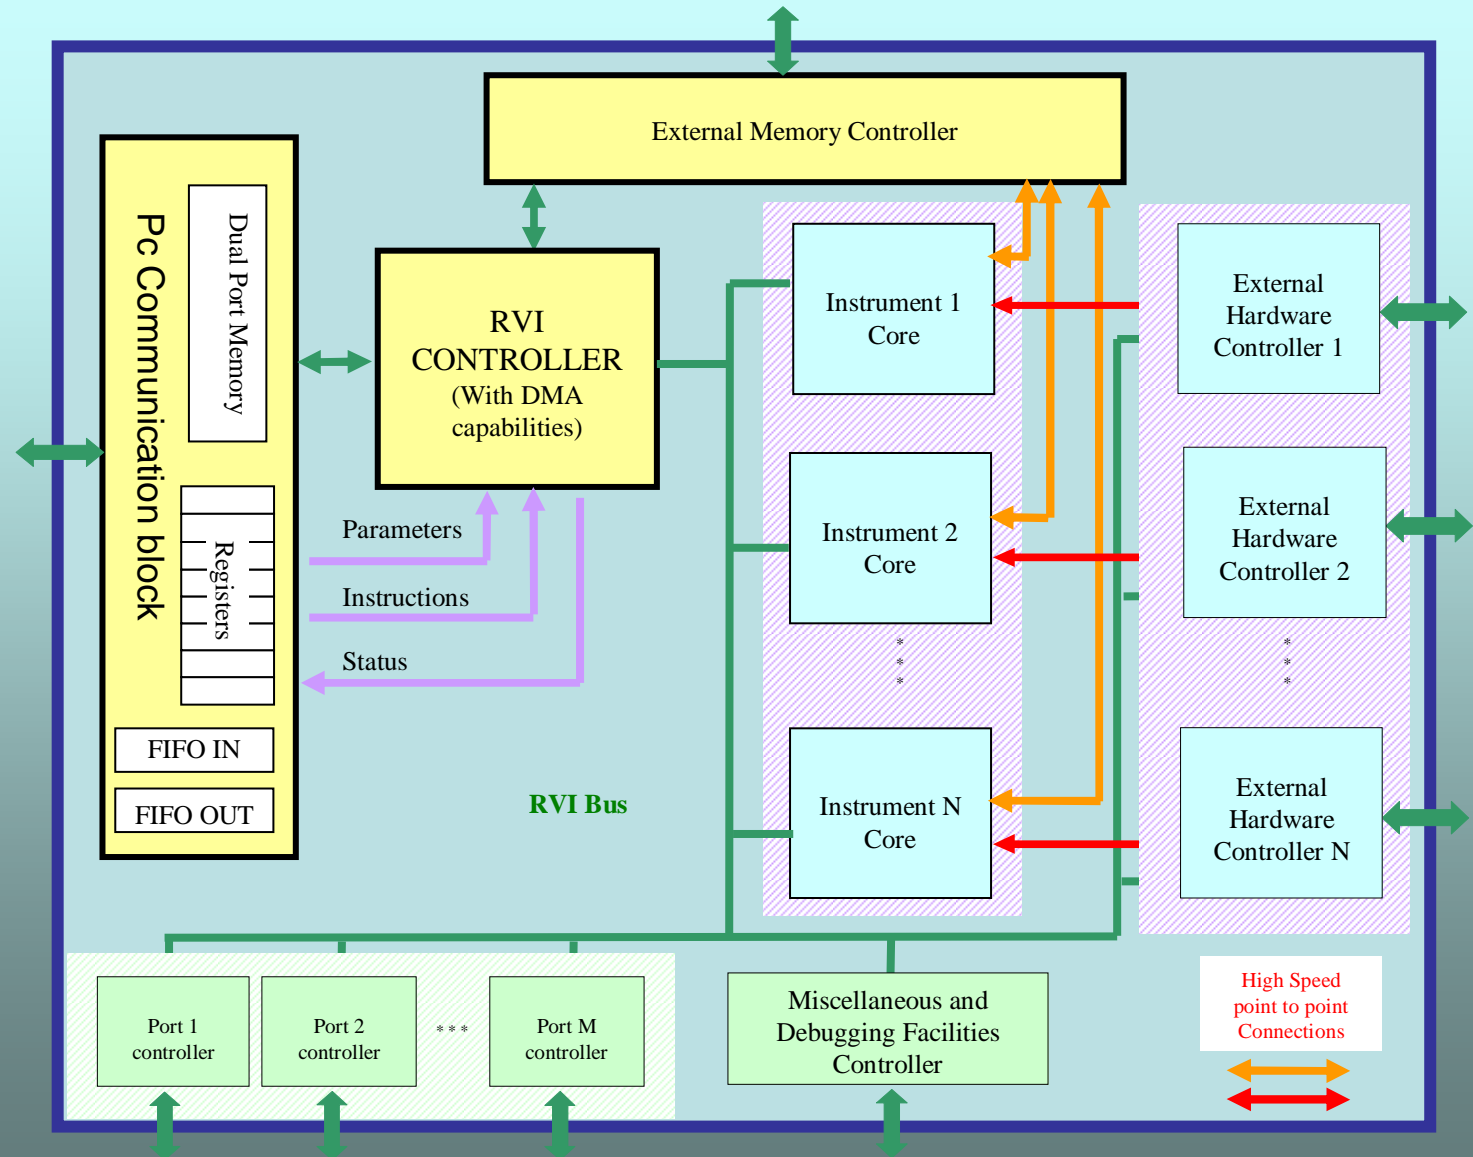 External Memory Controller
Pc Communication block
Dual Port Memory
Registers
FIFO IN
FIFO OUT
RVI
CONTROLLER
(With DMA
capabilities)
Parameters
Instructions
Status
RVI Bus
Instrument 1
Core
Instrument 2
Core
*
*
*
Instrument N
Core
External
Hardware
Controller 1
External
Hardware
Controller 2
*
*
*
External
Hardware
Controller N
Port 1
controller
Port 2
controller
* * *
Port M
controller
Miscellaneous and
Debugging Facilities
Controller
High Speed
point to point
Connections